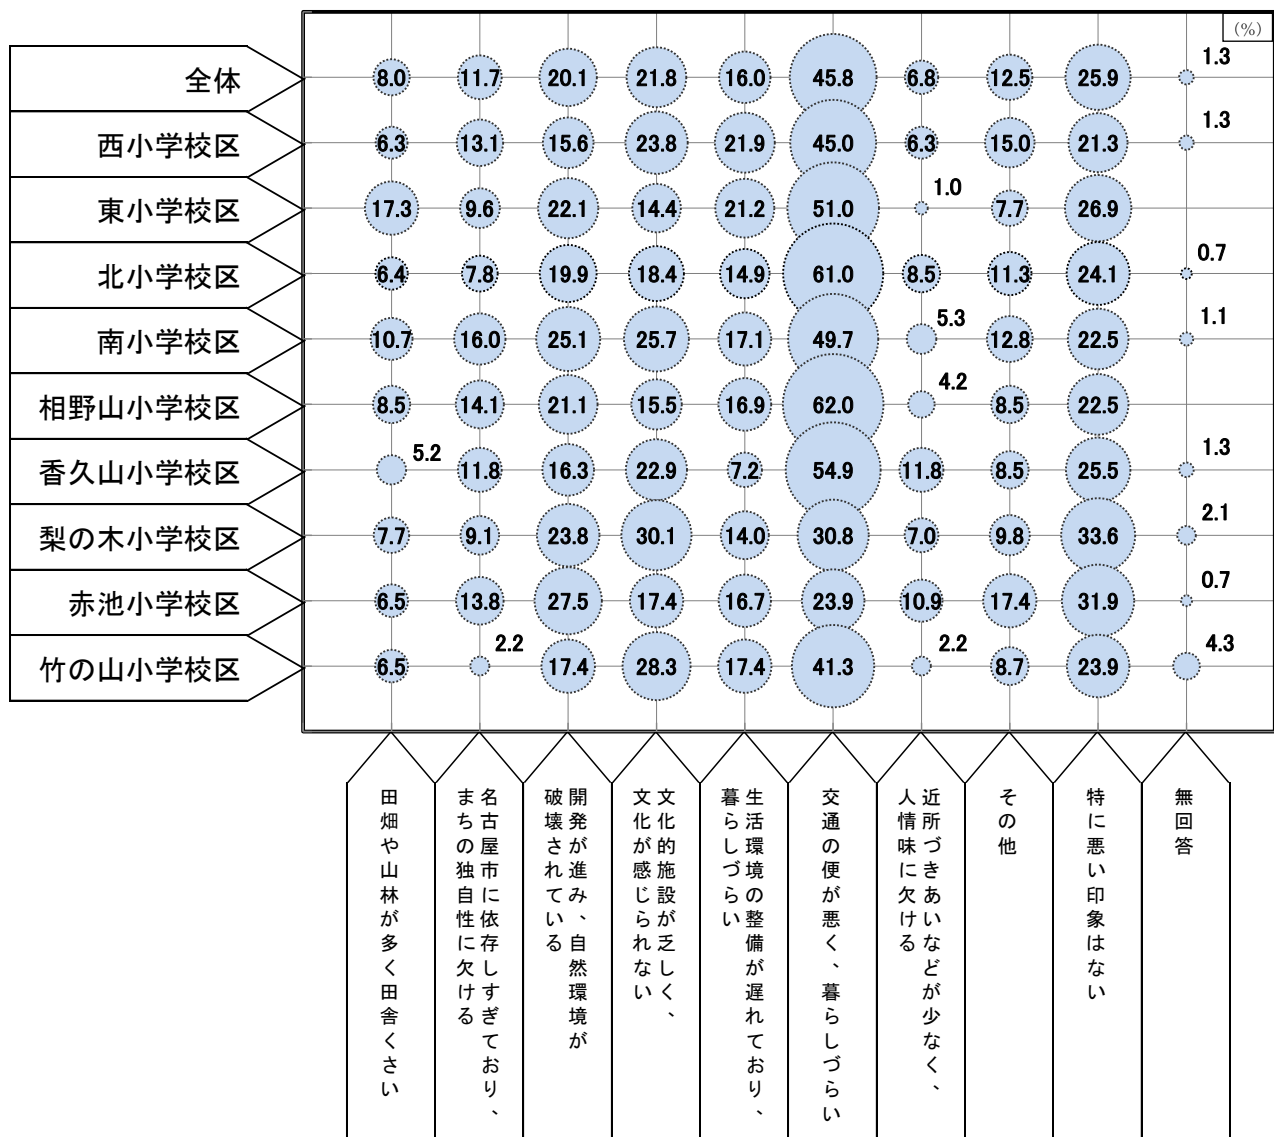 (%)
全体 8.0 11.7 20.1 21.8 16.0 45.8 6.8 12.5 25.9 1.3
西小学校区 6.3 13.1 15.6 23.8 21.9 45.0 6.3 15.0 21.3 1.3
東小学校区 17.3 9.6 22.1 14.4 21.2 51.0 1.0 7.7 26.9
北小学校区 6.4 7.8 19.9 18.4 14.9 61.0 8.5 11.3 24.1 0.7
南小学校区 10.7 16.0 25.1 25.7 17.1 49.7 5.3 12.8 22.5 1.1
相野山小学校区 8.5 14.1 21.1 15.5 16.9 62.0 4.2 8.5 22.5
香久山小学校区 5.2 11.8 16.3 22.9 7.2 54.9 11.8 8.5 25.5 1.3
梨の木小学校区 7.7 9.1 23.8 30.1 14.0 30.8 7.0 9.8 33.6 2.1
赤池小学校区 6.5 13.8 27.5 17.4 16.7 23.9 10.9 17.4 31.9 0.7
竹の山小学校区 6.5 2.2 17.4 28.3 17.4 41.3 2.2 8.7 23.9 4.3
田畑や山林が多く田舎くさい
名古屋市に依存しすぎており、
まちの独自性に欠ける
開発が進み、自然環境が
破壊されている
文化的施設が乏しく、
文化が感じられない
生活環境の整備が遅れており、
暮らしづらい
交通の便が悪く、暮らしづらい
近所づきあいなどが少なく、
人情味に欠ける
その他
特に悪い印象はない
無回答